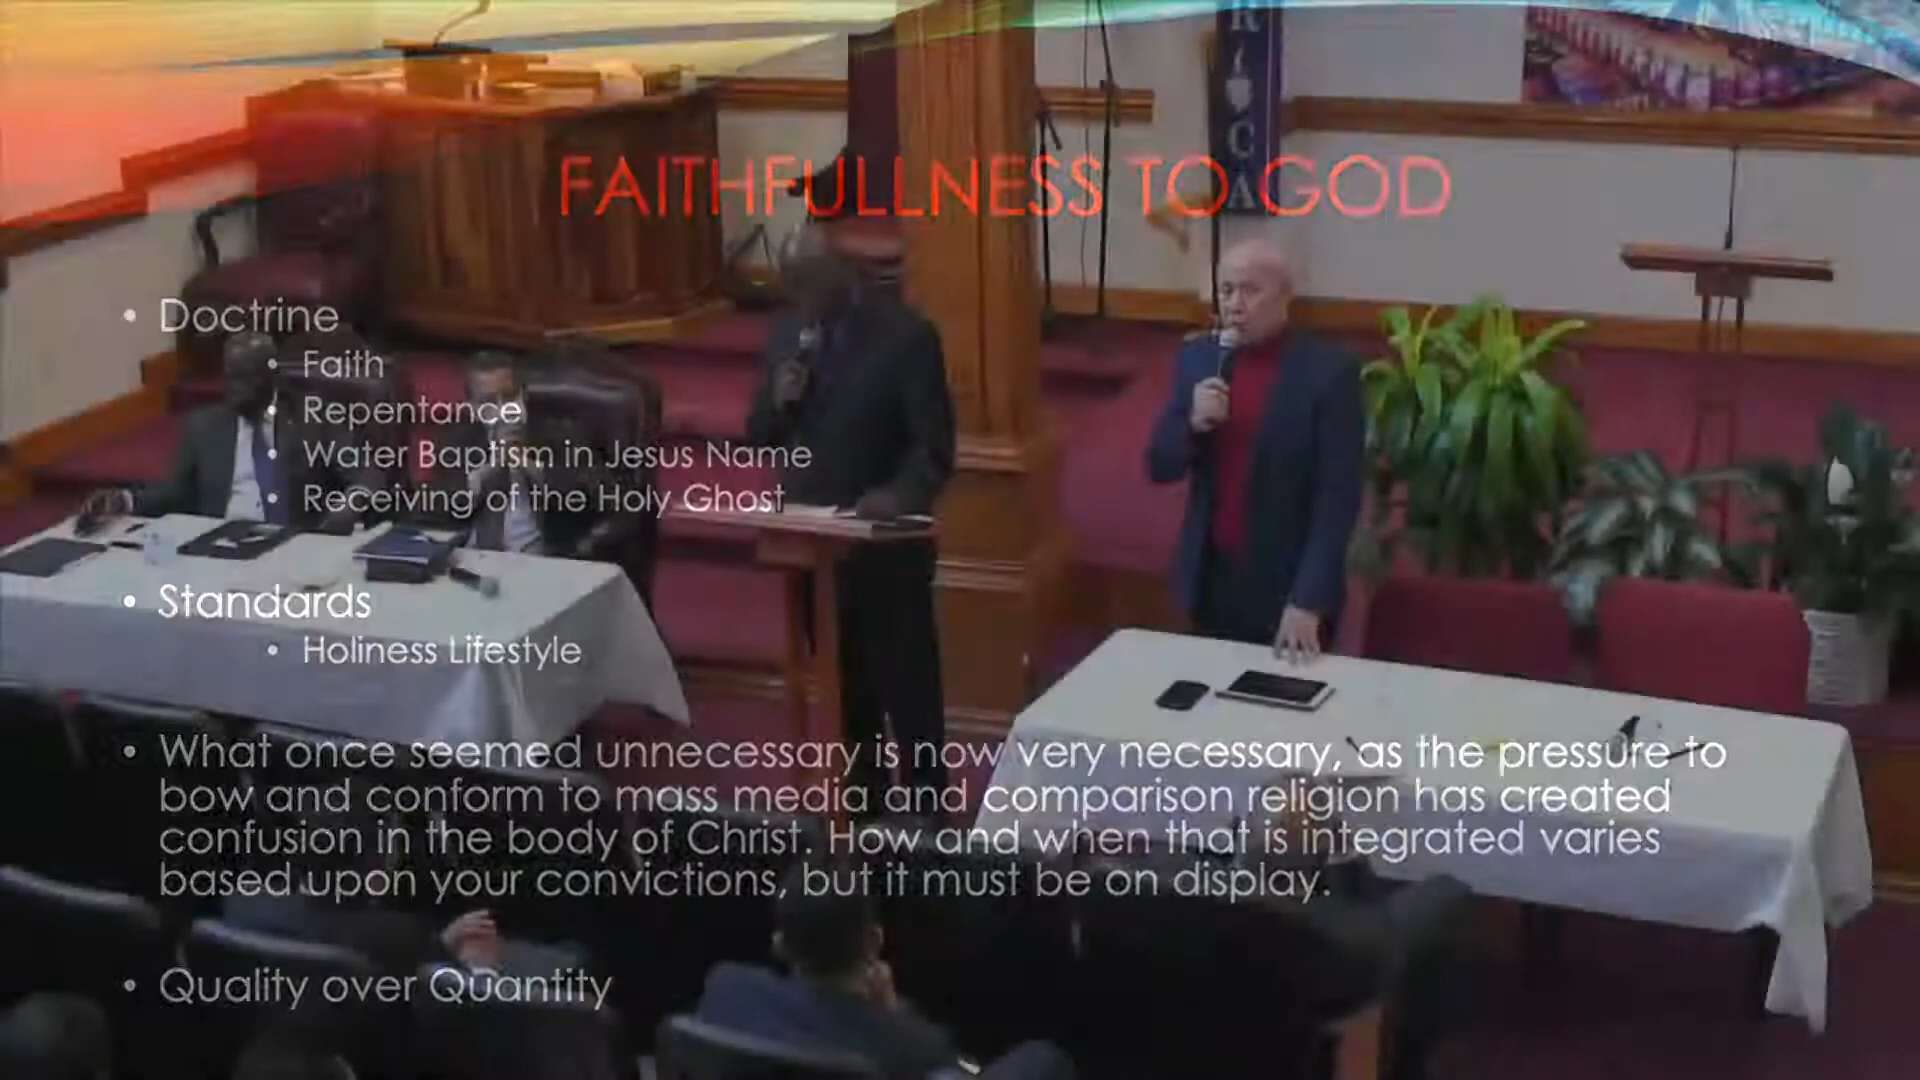 R
I
C
A
FAITHFULLNESS TO GOD
• Doctrine
• Faith
• Repentance
• Water Baptism in Jesus Name
• Receiving of the Holy Ghost
• Standards
• Holiness Lifestyle
• What once seemed unnecessary is now very necessary, as the pressure to
bow and conform to mass media and comparison religion has created
confusion in the body of Christ. How and when that is integrated varies
based upon your convictions, but it must be on display.
• Quality over Quantity